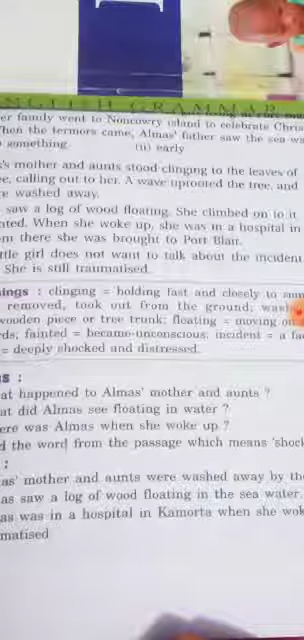 ENGLISH GRAMMAR
er family went to Noncowry island to celebrate Chris
hen the termors came, Almas' father saw the sea wa
something.
(ii) early
's mother and aunts stood clinging to the leaves of
ee, calling out to her. A wave uprooted the tree, and
e washed away.
saw a log of wood floating. She climbed on to it
nted. When she woke up, she was in a hospital in
m there she was brought to Port Blair.
ttle girl does not want to talk about the incident
She is still traumatised.
ings : clinging = holding fast and closely to
removed, took out from the ground;
wooden piece or tree trunk; floating = moving on
rds; fainted = became-unconscious; incident = a
= deeply shocked and distressed.
s :
at happened to Almas' mother and aunts ?
at did Almas see floating in water ?
ere was Almas when she woke up ?
d the word from the passage which means 'shock
:
as' mother and aunts were washed away by the
as saw a log of wood floating in the sea water.
as was in a hospital in Kamorta when she wok
matised